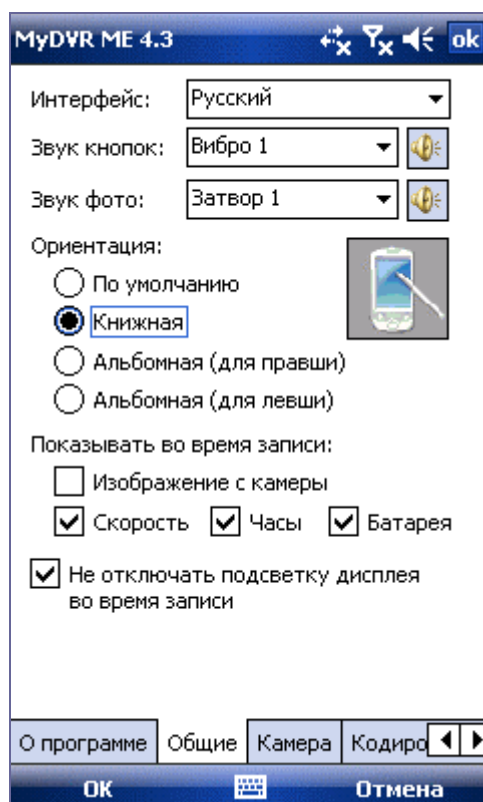 MyDVR ME 4.3 ok
Интерфейс: Русский
Звук кнопок: Вибро 1
Звук фото: Затвор 1
Ориентация:
По умолчанию
Книжная
Альбомная (для правши)
Альбомная (для левши)
Показывать во время записи:
Изображение с камеры
Скорость Часы Батарея
Не отключать подсветку дисплея
во время записи
О программе Общие Камера Кодиро
ОК Отмена